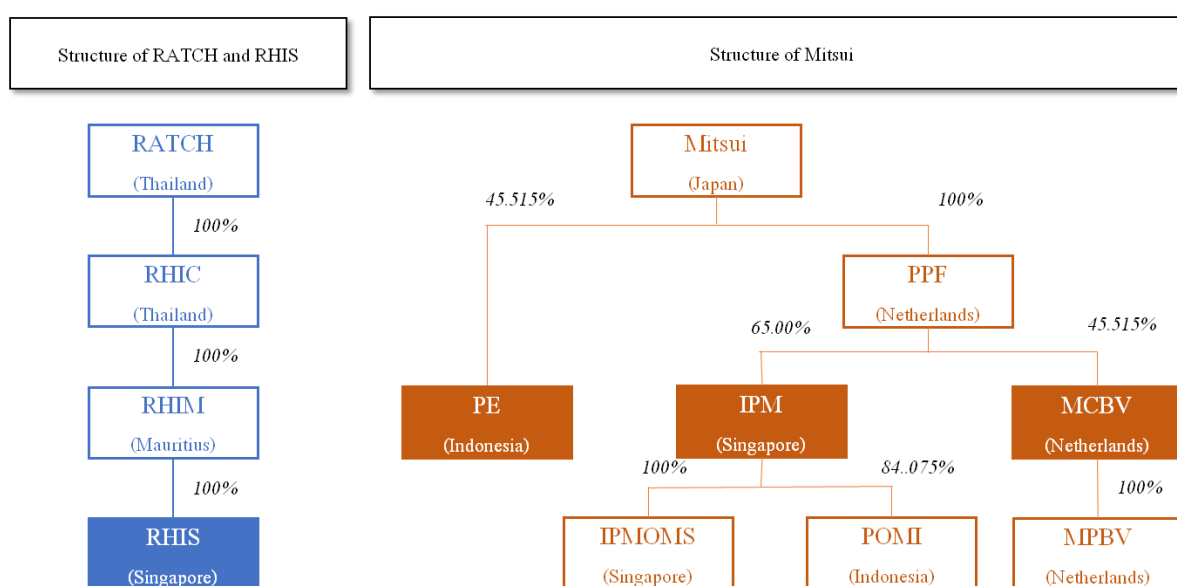 Structure of RATCH and RHIS
Structure of Mitsui
RATCH
(Thailand)
100%
RHIC
(Thailand)
100%
RHIM
(Mauritius)
100%
RHIS
(Singapore)
Mitsui
(Japan)
45.515%
100%
PPF
(Netherlands)
65.00%
45.515%
PE
(Indonesia)
IPM
(Singapore)
MCBV
(Netherlands)
100%
84..075%
100%
IPMOMS
(Singapore)
POMI
(Indonesia)
MPBV
(Netherlands)